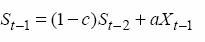 S_{t-1} = (1-c)S_{t-2} + aX_{t-1}